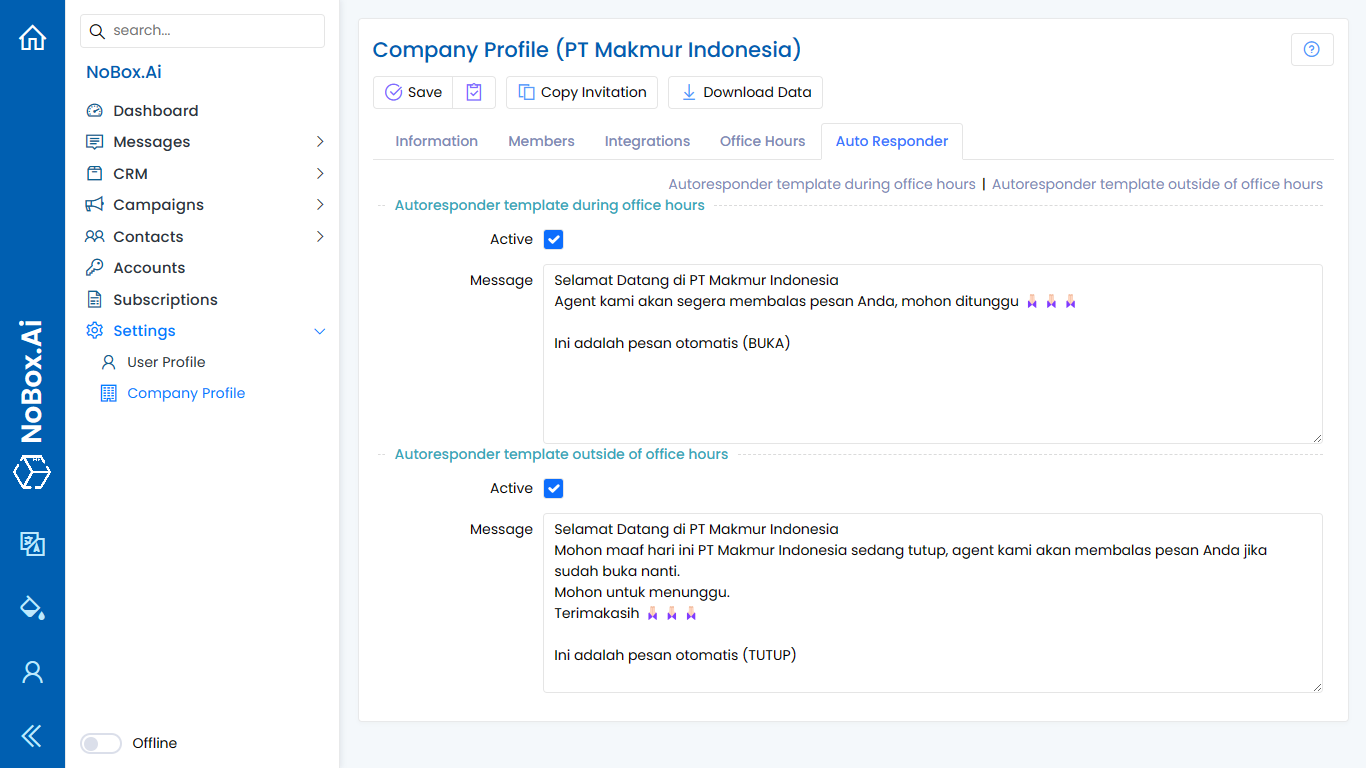 NoBox.Ai
search...
NoBox.Ai
Dashboard
Messages
CRM
Campaigns
Contacts
Accounts
Subscriptions
Settings
User Profile
Company Profile
Offline
Company Profile (PT Makmur Indonesia)
Save
Copy Invitation
Download Data
Information
Members
Integrations
Office Hours
Auto Responder
Autoresponder template during office hours | Autoresponder template outside of office hours
Autoresponder template during office hours
Active
Message
Selamat Datang di PT Makmur Indonesia
Agent kami akan segera membalas pesan Anda, mohon ditunggu 🙏🏻 🙏🏻 🙏🏻
Ini adalah pesan otomatis (BUKA)
Autoresponder template outside of office hours
Active
Message
Selamat Datang di PT Makmur Indonesia
Mohon maaf hari ini PT Makmur Indonesia sedang tutup, agent kami akan membalas pesan Anda jika
sudah buka nanti.
Mohon untuk menunggu.
Terimakasih 🙏🏻 🙏🏻 🙏🏻
Ini adalah pesan otomatis (TUTUP)